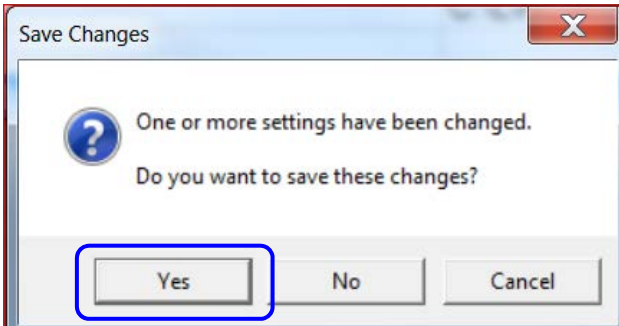 Save Changes
One or more settings have been changed.
Do you want to save these changes?
Yes No Cancel